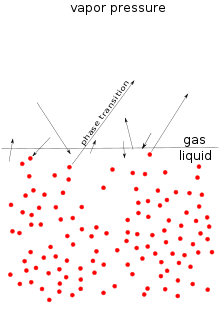 vapor pressure
phase transition
gas
liquid